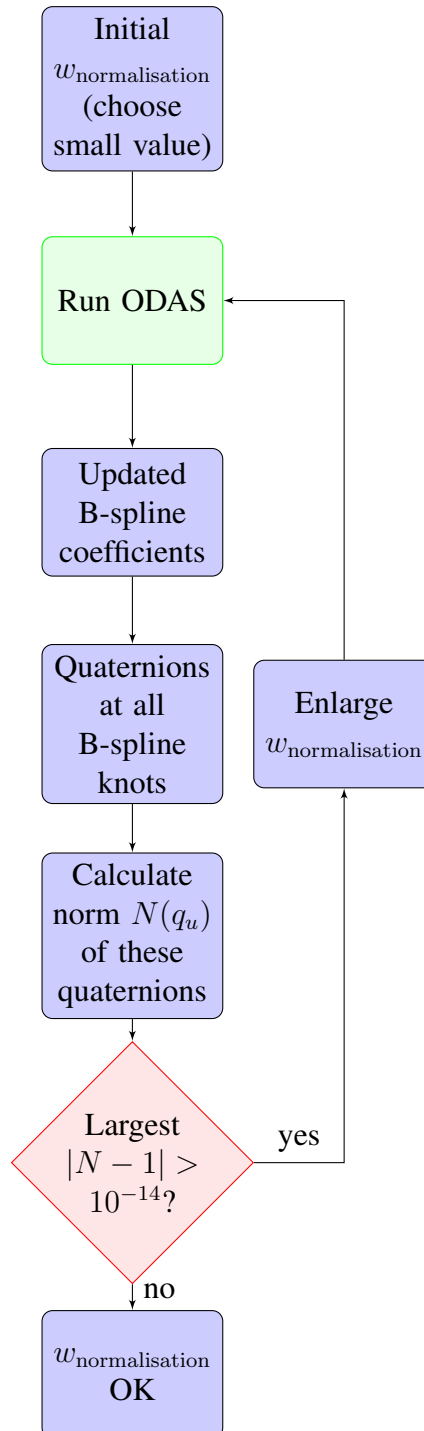 Initial
w_normalisation
(choose
small value)
Run ODAS
Updated
B-spline
coefficients
Quaternions
at all
B-spline
knots
Enlarge
w_normalisation
Calculate
norm N(q_u)
of these
quaternions
Largest
|N − 1| >
10^−14?
yes
no
w_normalisation
OK